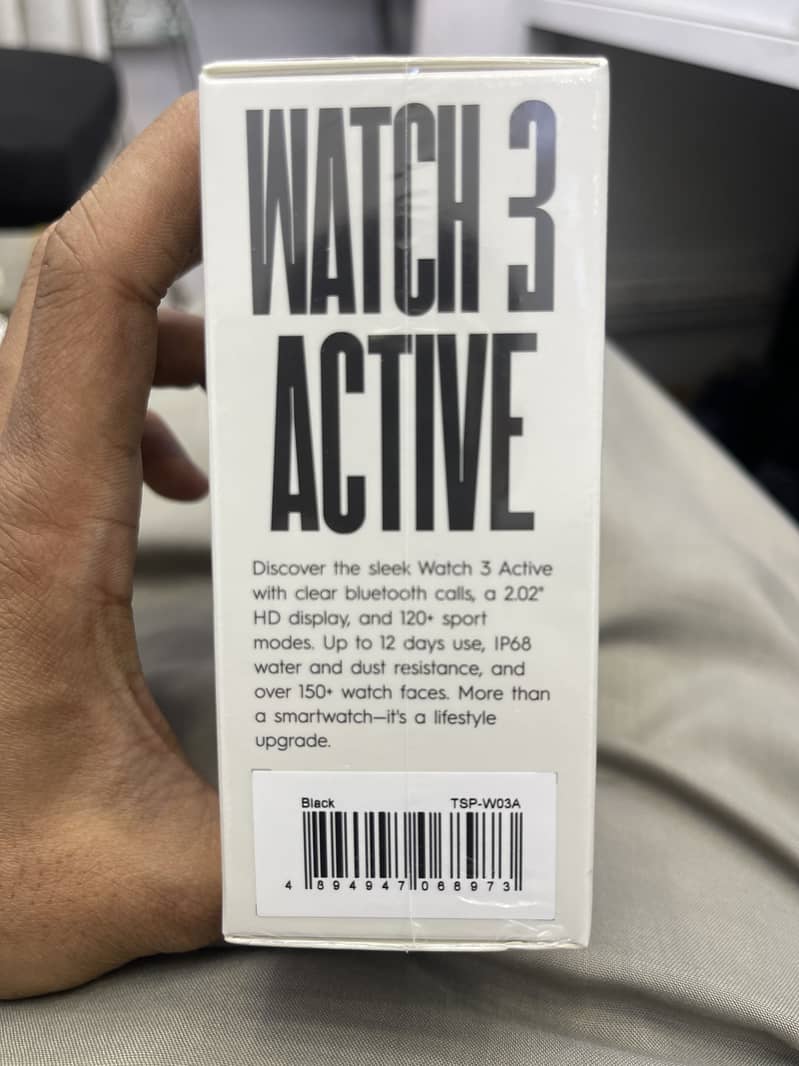 WATCH 3
ACTIVE
Discover the sleek Watch 3 Active
with clear bluetooth calls, a 2.02"
HD display, and 120+ sport
modes. Up to 12 days use, IP68
water and dust resistance, and
over 150+ watch faces. More than
a smartwatch—it's a lifestyle
upgrade.
Black TSP-W03A
4 894947 068973